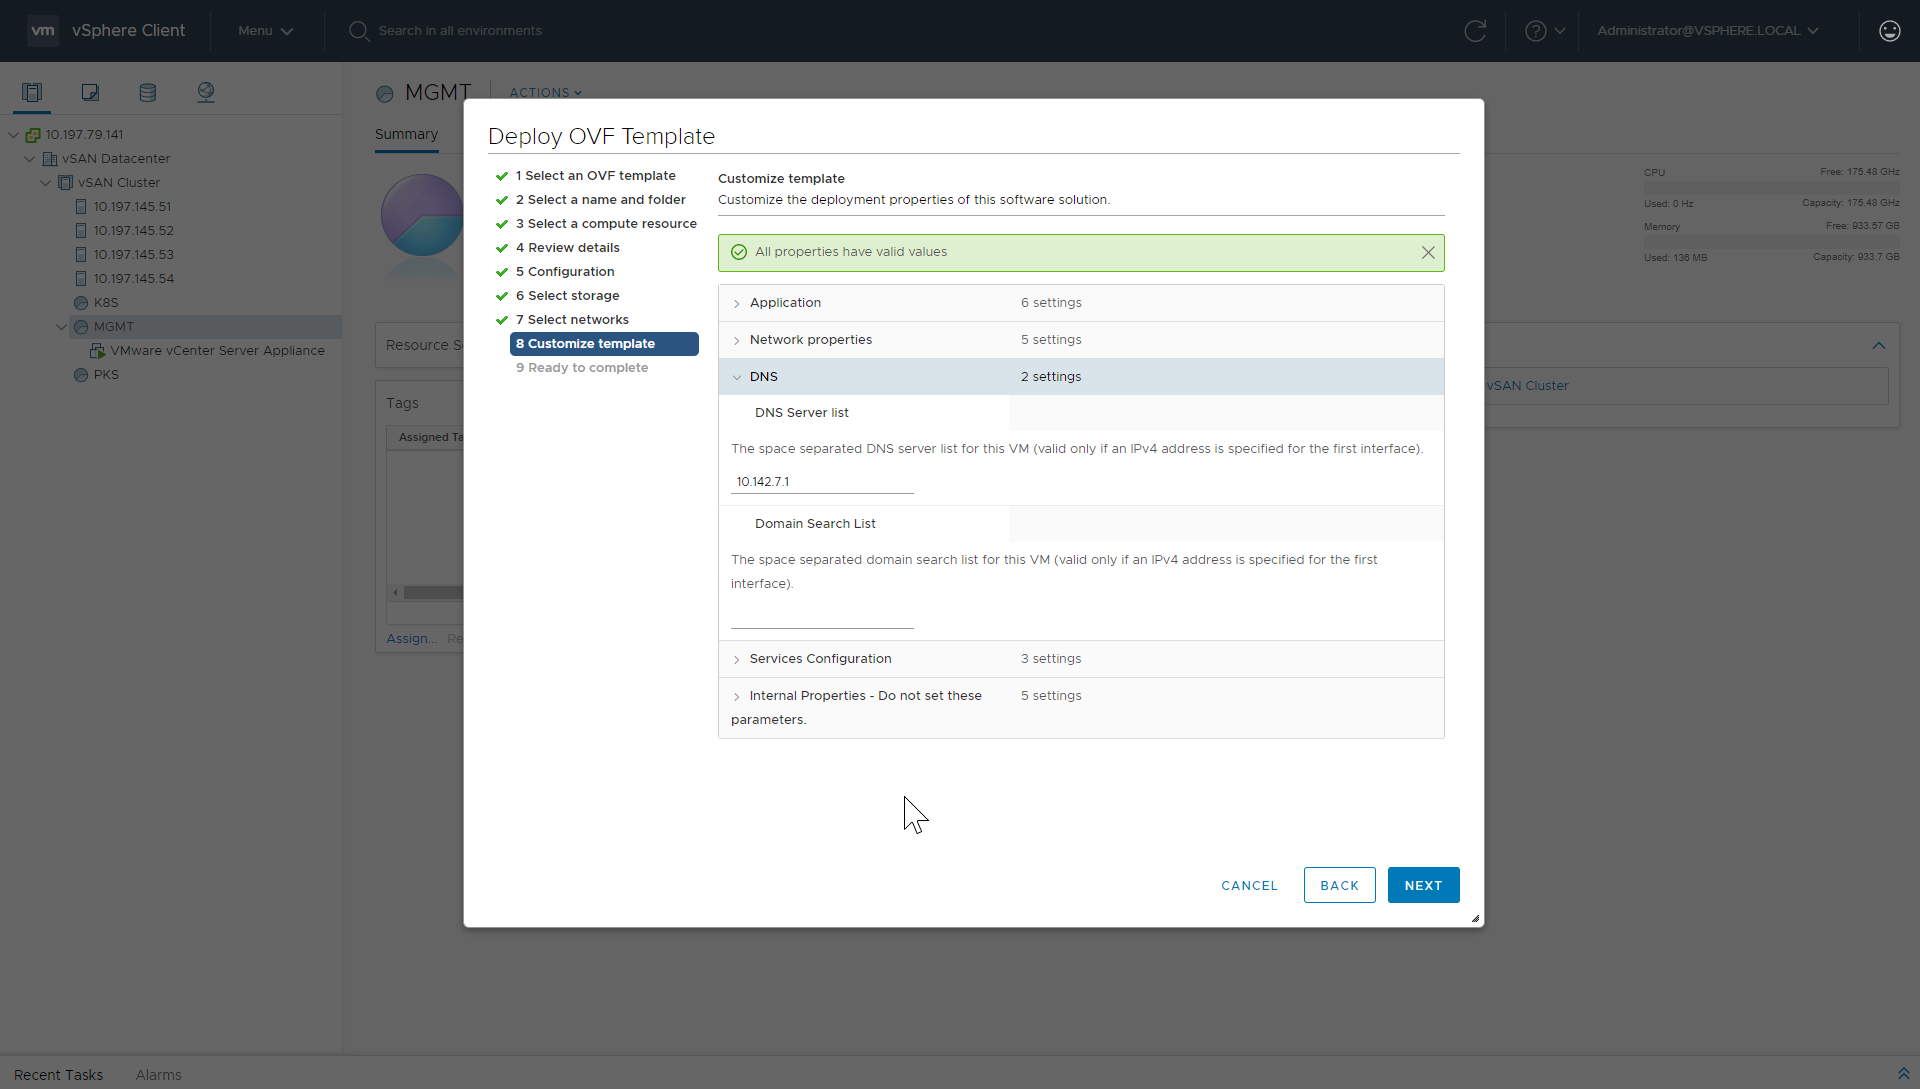 vm vSphere Client Menu Search in all environments Administrator@VSPHERE.LOCAL
10.197.79.141
vSAN Datacenter
vSAN Cluster
10.197.145.51
10.197.145.52
10.197.145.53
10.197.145.54
K8S
MGMT
VMware vCenter Server Appliance
PKS
MGMT ACTIONS
Summary
CPU Free: 175.48 GHz
Used: 0 Hz Capacity: 175.48 GHz
Memory Free: 933.57 GB
Used: 136 MB Capacity: 933.7 GB
Resource Se
vSAN Cluster
Tags
Assigned Ta
Assign... Re
Deploy OVF Template
1 Select an OVF template
2 Select a name and folder
3 Select a compute resource
4 Review details
5 Configuration
6 Select storage
7 Select networks
8 Customize template
9 Ready to complete
Customize template
Customize the deployment properties of this software solution.
All properties have valid values
Application 6 settings
Network properties 5 settings
DNS 2 settings
DNS Server list
The space separated DNS server list for this VM (valid only if an IPv4 address is specified for the first interface).
10.142.7.1
Domain Search List
The space separated domain search list for this VM (valid only if an IPv4 address is specified for the first
interface).
Services Configuration 3 settings
Internal Properties - Do not set these 5 settings
parameters.
CANCEL BACK NEXT
Recent Tasks Alarms